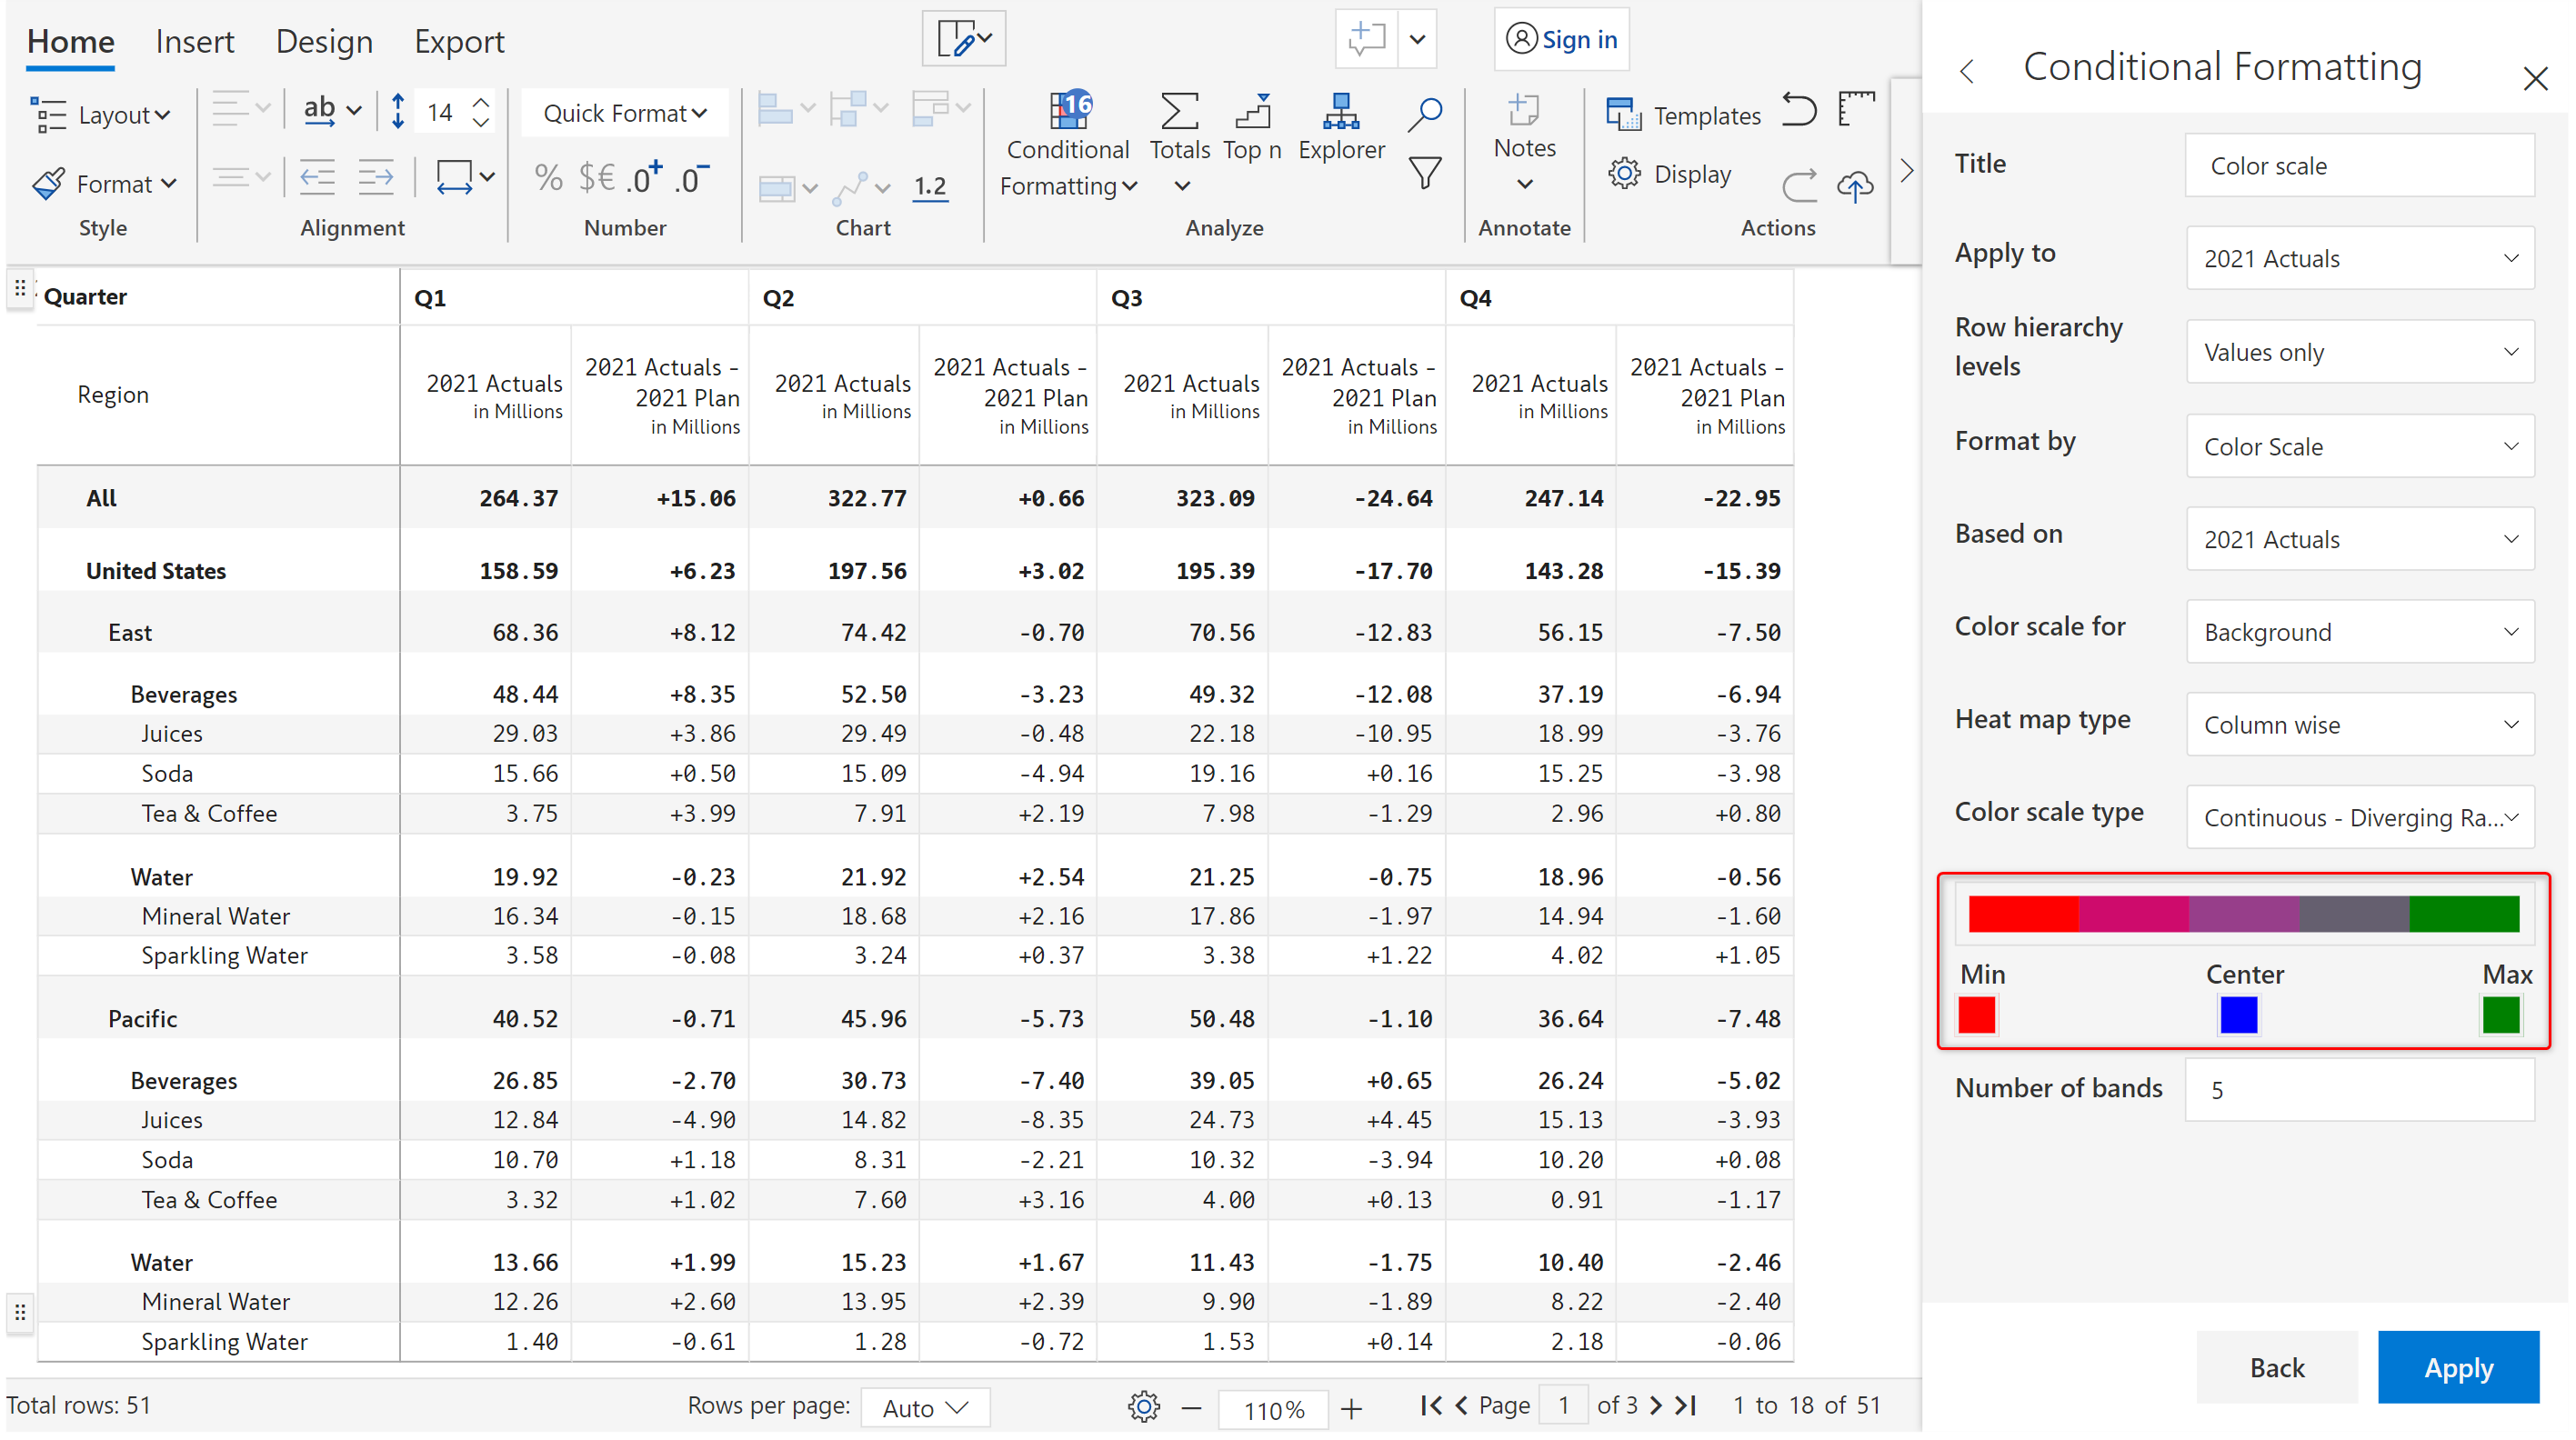 Home Insert Design Export Sign in
Layout ab 14 Quick Format Conditional Formatting 16 Totals Top n Explorer Notes Templates
Format % $€ .0+ .0- 1.2 Display
Style Alignment Number Chart Analyze Annotate Actions
Quarter Q1 Q2 Q3 Q4
Region 2021 Actuals in Millions 2021 Actuals - 2021 Plan in Millions 2021 Actuals in Millions 2021 Actuals - 2021 Plan in Millions 2021 Actuals in Millions 2021 Actuals - 2021 Plan in Millions 2021 Actuals in Millions 2021 Actuals - 2021 Plan in Millions
All 264.37 +15.06 322.77 +0.66 323.09 -24.64 247.14 -22.95
United States 158.59 +6.23 197.56 +3.02 195.39 -17.70 143.28 -15.39
East 68.36 +8.12 74.42 -0.70 70.56 -12.83 56.15 -7.50
Beverages 48.44 +8.35 52.50 -3.23 49.32 -12.08 37.19 -6.94
Juices 29.03 +3.86 29.49 -0.48 22.18 -10.95 18.99 -3.76
Soda 15.66 +0.50 15.09 -4.94 19.16 +0.16 15.25 -3.98
Tea & Coffee 3.75 +3.99 7.91 +2.19 7.98 -1.29 2.96 +0.80
Water 19.92 -0.23 21.92 +2.54 21.25 -0.75 18.96 -0.56
Mineral Water 16.34 -0.15 18.68 +2.16 17.86 -1.97 14.94 -1.60
Sparkling Water 3.58 -0.08 3.24 +0.37 3.38 +1.22 4.02 +1.05
Pacific 40.52 -0.71 45.96 -5.73 50.48 -1.10 36.64 -7.48
Beverages 26.85 -2.70 30.73 -7.40 39.05 +0.65 26.24 -5.02
Juices 12.84 -4.90 14.82 -8.35 24.73 +4.45 15.13 -3.93
Soda 10.70 +1.18 8.31 -2.21 10.32 -3.94 10.20 +0.08
Tea & Coffee 3.32 +1.02 7.60 +3.16 4.00 +0.13 0.91 -1.17
Water 13.66 +1.99 15.23 +1.67 11.43 -1.75 10.40 -2.46
Mineral Water 12.26 +2.60 13.95 +2.39 9.90 -1.89 8.22 -2.40
Sparkling Water 1.40 -0.61 1.28 -0.72 1.53 +0.14 2.18 -0.06
Total rows: 51 Rows per page: Auto 110% Page 1 of 3 1 to 18 of 51
Conditional Formatting
Title Color scale
Apply to 2021 Actuals
Row hierarchy levels Values only
Format by Color Scale
Based on 2021 Actuals
Color scale for Background
Heat map type Column wise
Color scale type Continuous - Diverging Ra...
Min Center Max
Number of bands 5
Back Apply